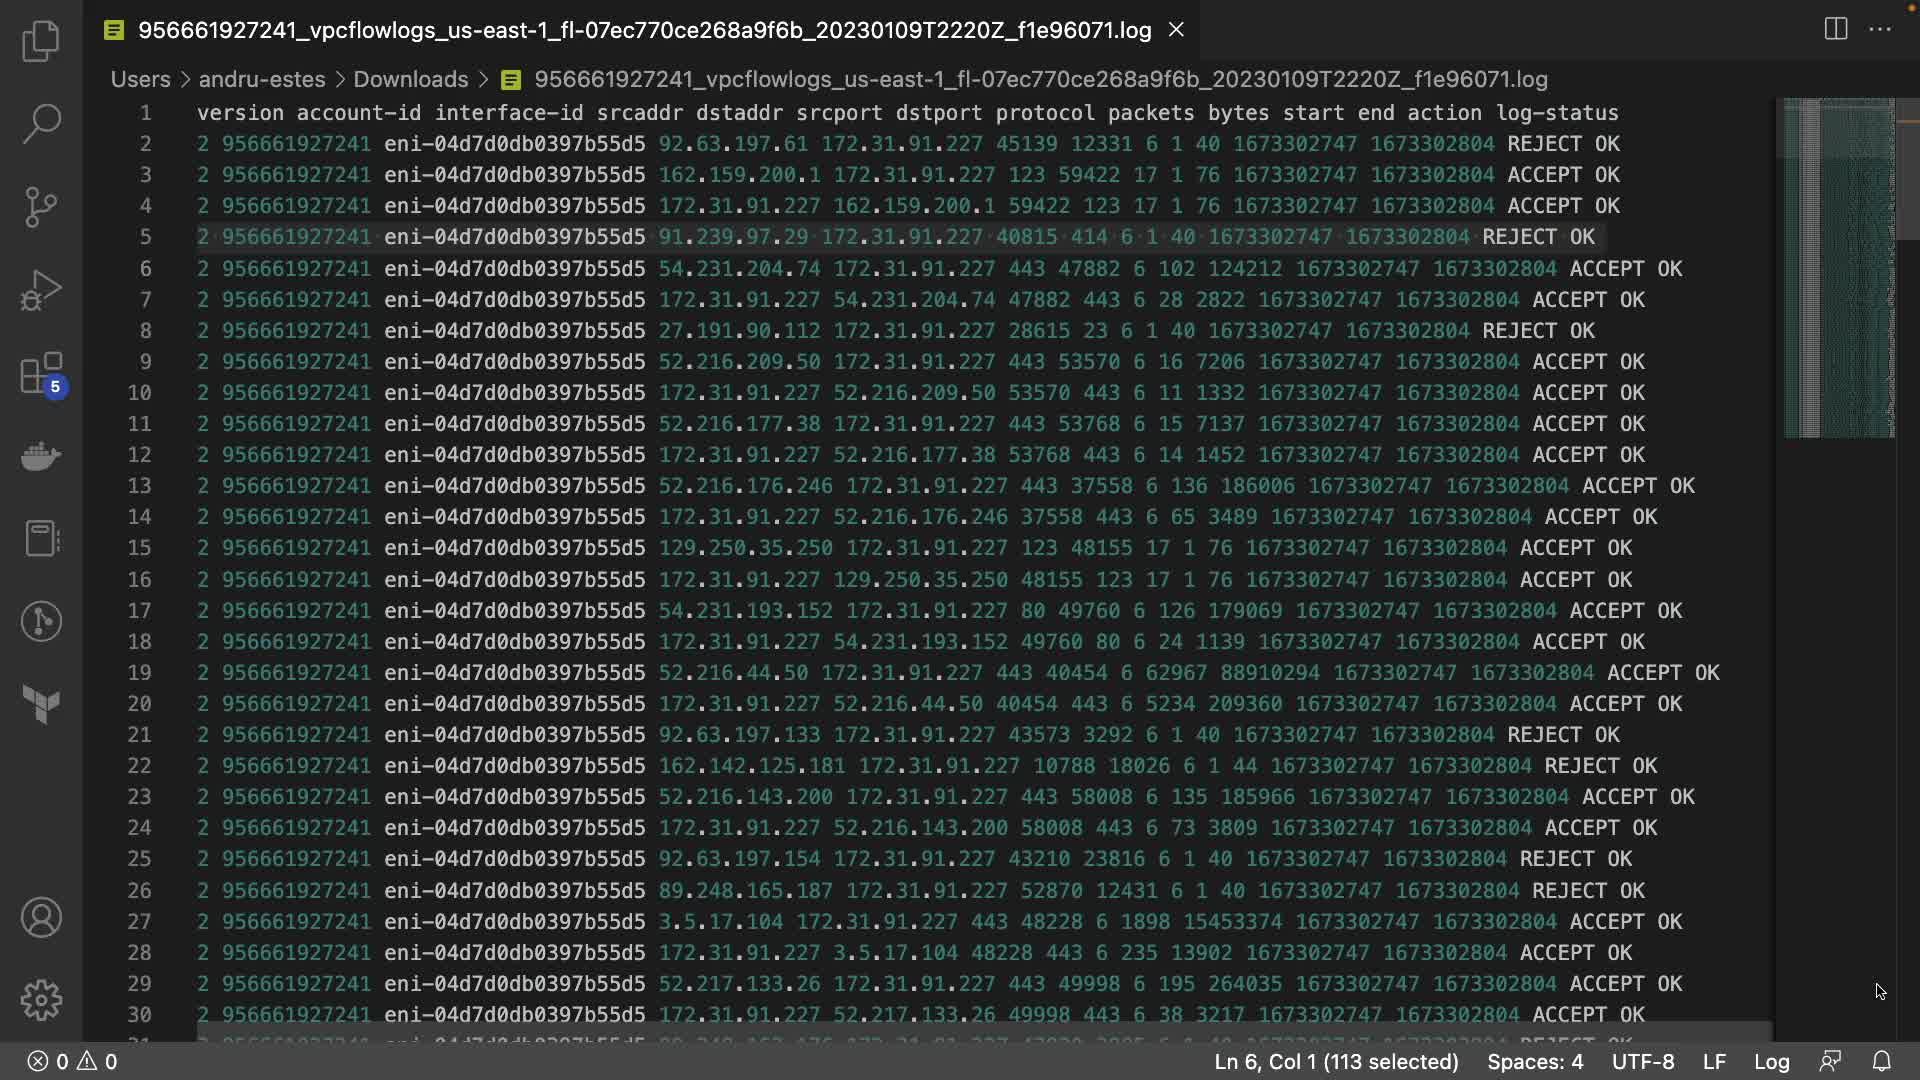 956661927241_vpcflowlogs_us-east-1_fl-07ec770ce268a9f6b_20230109T2220Z_f1e96071.log
Users > andru-estes > Downloads > 956661927241_vpcflowlogs_us-east-1_fl-07ec770ce268a9f6b_20230109T2220Z_f1e96071.log
1 version account-id interface-id srcaddr dstaddr srcport dstport protocol packets bytes start end action log-status
2 2 956661927241 eni-04d7d0db0397b55d5 92.63.197.61 172.31.91.227 45139 12331 6 1 40 1673302747 1673302804 REJECT OK
3 2 956661927241 eni-04d7d0db0397b55d5 162.159.200.1 172.31.91.227 123 59422 17 1 76 1673302747 1673302804 ACCEPT OK
4 2 956661927241 eni-04d7d0db0397b55d5 172.31.91.227 162.159.200.1 59422 123 17 1 76 1673302747 1673302804 ACCEPT OK
5 2 956661927241 eni-04d7d0db0397b55d5 91.239.97.29 172.31.91.227 40815 414 6 1 40 1673302747 1673302804 REJECT OK
6 2 956661927241 eni-04d7d0db0397b55d5 54.231.204.74 172.31.91.227 443 47882 6 102 124212 1673302747 1673302804 ACCEPT OK
7 2 956661927241 eni-04d7d0db0397b55d5 172.31.91.227 54.231.204.74 47882 443 6 28 2822 1673302747 1673302804 ACCEPT OK
8 2 956661927241 eni-04d7d0db0397b55d5 27.191.90.112 172.31.91.227 28615 23 6 1 40 1673302747 1673302804 REJECT OK
9 2 956661927241 eni-04d7d0db0397b55d5 52.216.209.50 172.31.91.227 443 53570 6 16 7206 1673302747 1673302804 ACCEPT OK
10 2 956661927241 eni-04d7d0db0397b55d5 172.31.91.227 52.216.209.50 53570 443 6 11 1332 1673302747 1673302804 ACCEPT OK
11 2 956661927241 eni-04d7d0db0397b55d5 52.216.177.38 172.31.91.227 443 53768 6 15 7137 1673302747 1673302804 ACCEPT OK
12 2 956661927241 eni-04d7d0db0397b55d5 172.31.91.227 52.216.177.38 53768 443 6 14 1452 1673302747 1673302804 ACCEPT OK
13 2 956661927241 eni-04d7d0db0397b55d5 52.216.176.246 172.31.91.227 443 37558 6 136 186006 1673302747 1673302804 ACCEPT OK
14 2 956661927241 eni-04d7d0db0397b55d5 172.31.91.227 52.216.176.246 37558 443 6 65 3489 1673302747 1673302804 ACCEPT OK
15 2 956661927241 eni-04d7d0db0397b55d5 129.250.35.250 172.31.91.227 123 48155 17 1 76 1673302747 1673302804 ACCEPT OK
16 2 956661927241 eni-04d7d0db0397b55d5 172.31.91.227 129.250.35.250 48155 123 17 1 76 1673302747 1673302804 ACCEPT OK
17 2 956661927241 eni-04d7d0db0397b55d5 54.231.193.152 172.31.91.227 80 49760 6 126 179069 1673302747 1673302804 ACCEPT OK
18 2 956661927241 eni-04d7d0db0397b55d5 172.31.91.227 54.231.193.152 49760 80 6 24 1139 1673302747 1673302804 ACCEPT OK
19 2 956661927241 eni-04d7d0db0397b55d5 52.216.44.50 172.31.91.227 443 40454 6 62967 88910294 1673302747 1673302804 ACCEPT OK
20 2 956661927241 eni-04d7d0db0397b55d5 172.31.91.227 52.216.44.50 40454 443 6 5234 209360 1673302747 1673302804 ACCEPT OK
21 2 956661927241 eni-04d7d0db0397b55d5 92.63.197.133 172.31.91.227 43573 3292 6 1 40 1673302747 1673302804 REJECT OK
22 2 956661927241 eni-04d7d0db0397b55d5 162.142.125.181 172.31.91.227 10788 18026 6 1 44 1673302747 1673302804 REJECT OK
23 2 956661927241 eni-04d7d0db0397b55d5 52.216.143.200 172.31.91.227 443 58008 6 135 185966 1673302747 1673302804 ACCEPT OK
24 2 956661927241 eni-04d7d0db0397b55d5 172.31.91.227 52.216.143.200 58008 443 6 73 3809 1673302747 1673302804 ACCEPT OK
25 2 956661927241 eni-04d7d0db0397b55d5 92.63.197.154 172.31.91.227 43210 23816 6 1 40 1673302747 1673302804 REJECT OK
26 2 956661927241 eni-04d7d0db0397b55d5 89.248.165.187 172.31.91.227 52870 12431 6 1 40 1673302747 1673302804 REJECT OK
27 2 956661927241 eni-04d7d0db0397b55d5 3.5.17.104 172.31.91.227 443 48228 6 1898 15453374 1673302747 1673302804 ACCEPT OK
28 2 956661927241 eni-04d7d0db0397b55d5 172.31.91.227 3.5.17.104 48228 443 6 235 13902 1673302747 1673302804 ACCEPT OK
29 2 956661927241 eni-04d7d0db0397b55d5 52.217.133.26 172.31.91.227 443 49998 6 195 264035 1673302747 1673302804 ACCEPT OK
30 2 956661927241 eni-04d7d0db0397b55d5 172.31.91.227 52.217.133.26 49998 443 6 38 3217 1673302747 1673302804 ACCEPT OK
5
0 0 Ln 6, Col 1 (113 selected) Spaces: 4 UTF-8 LF Log